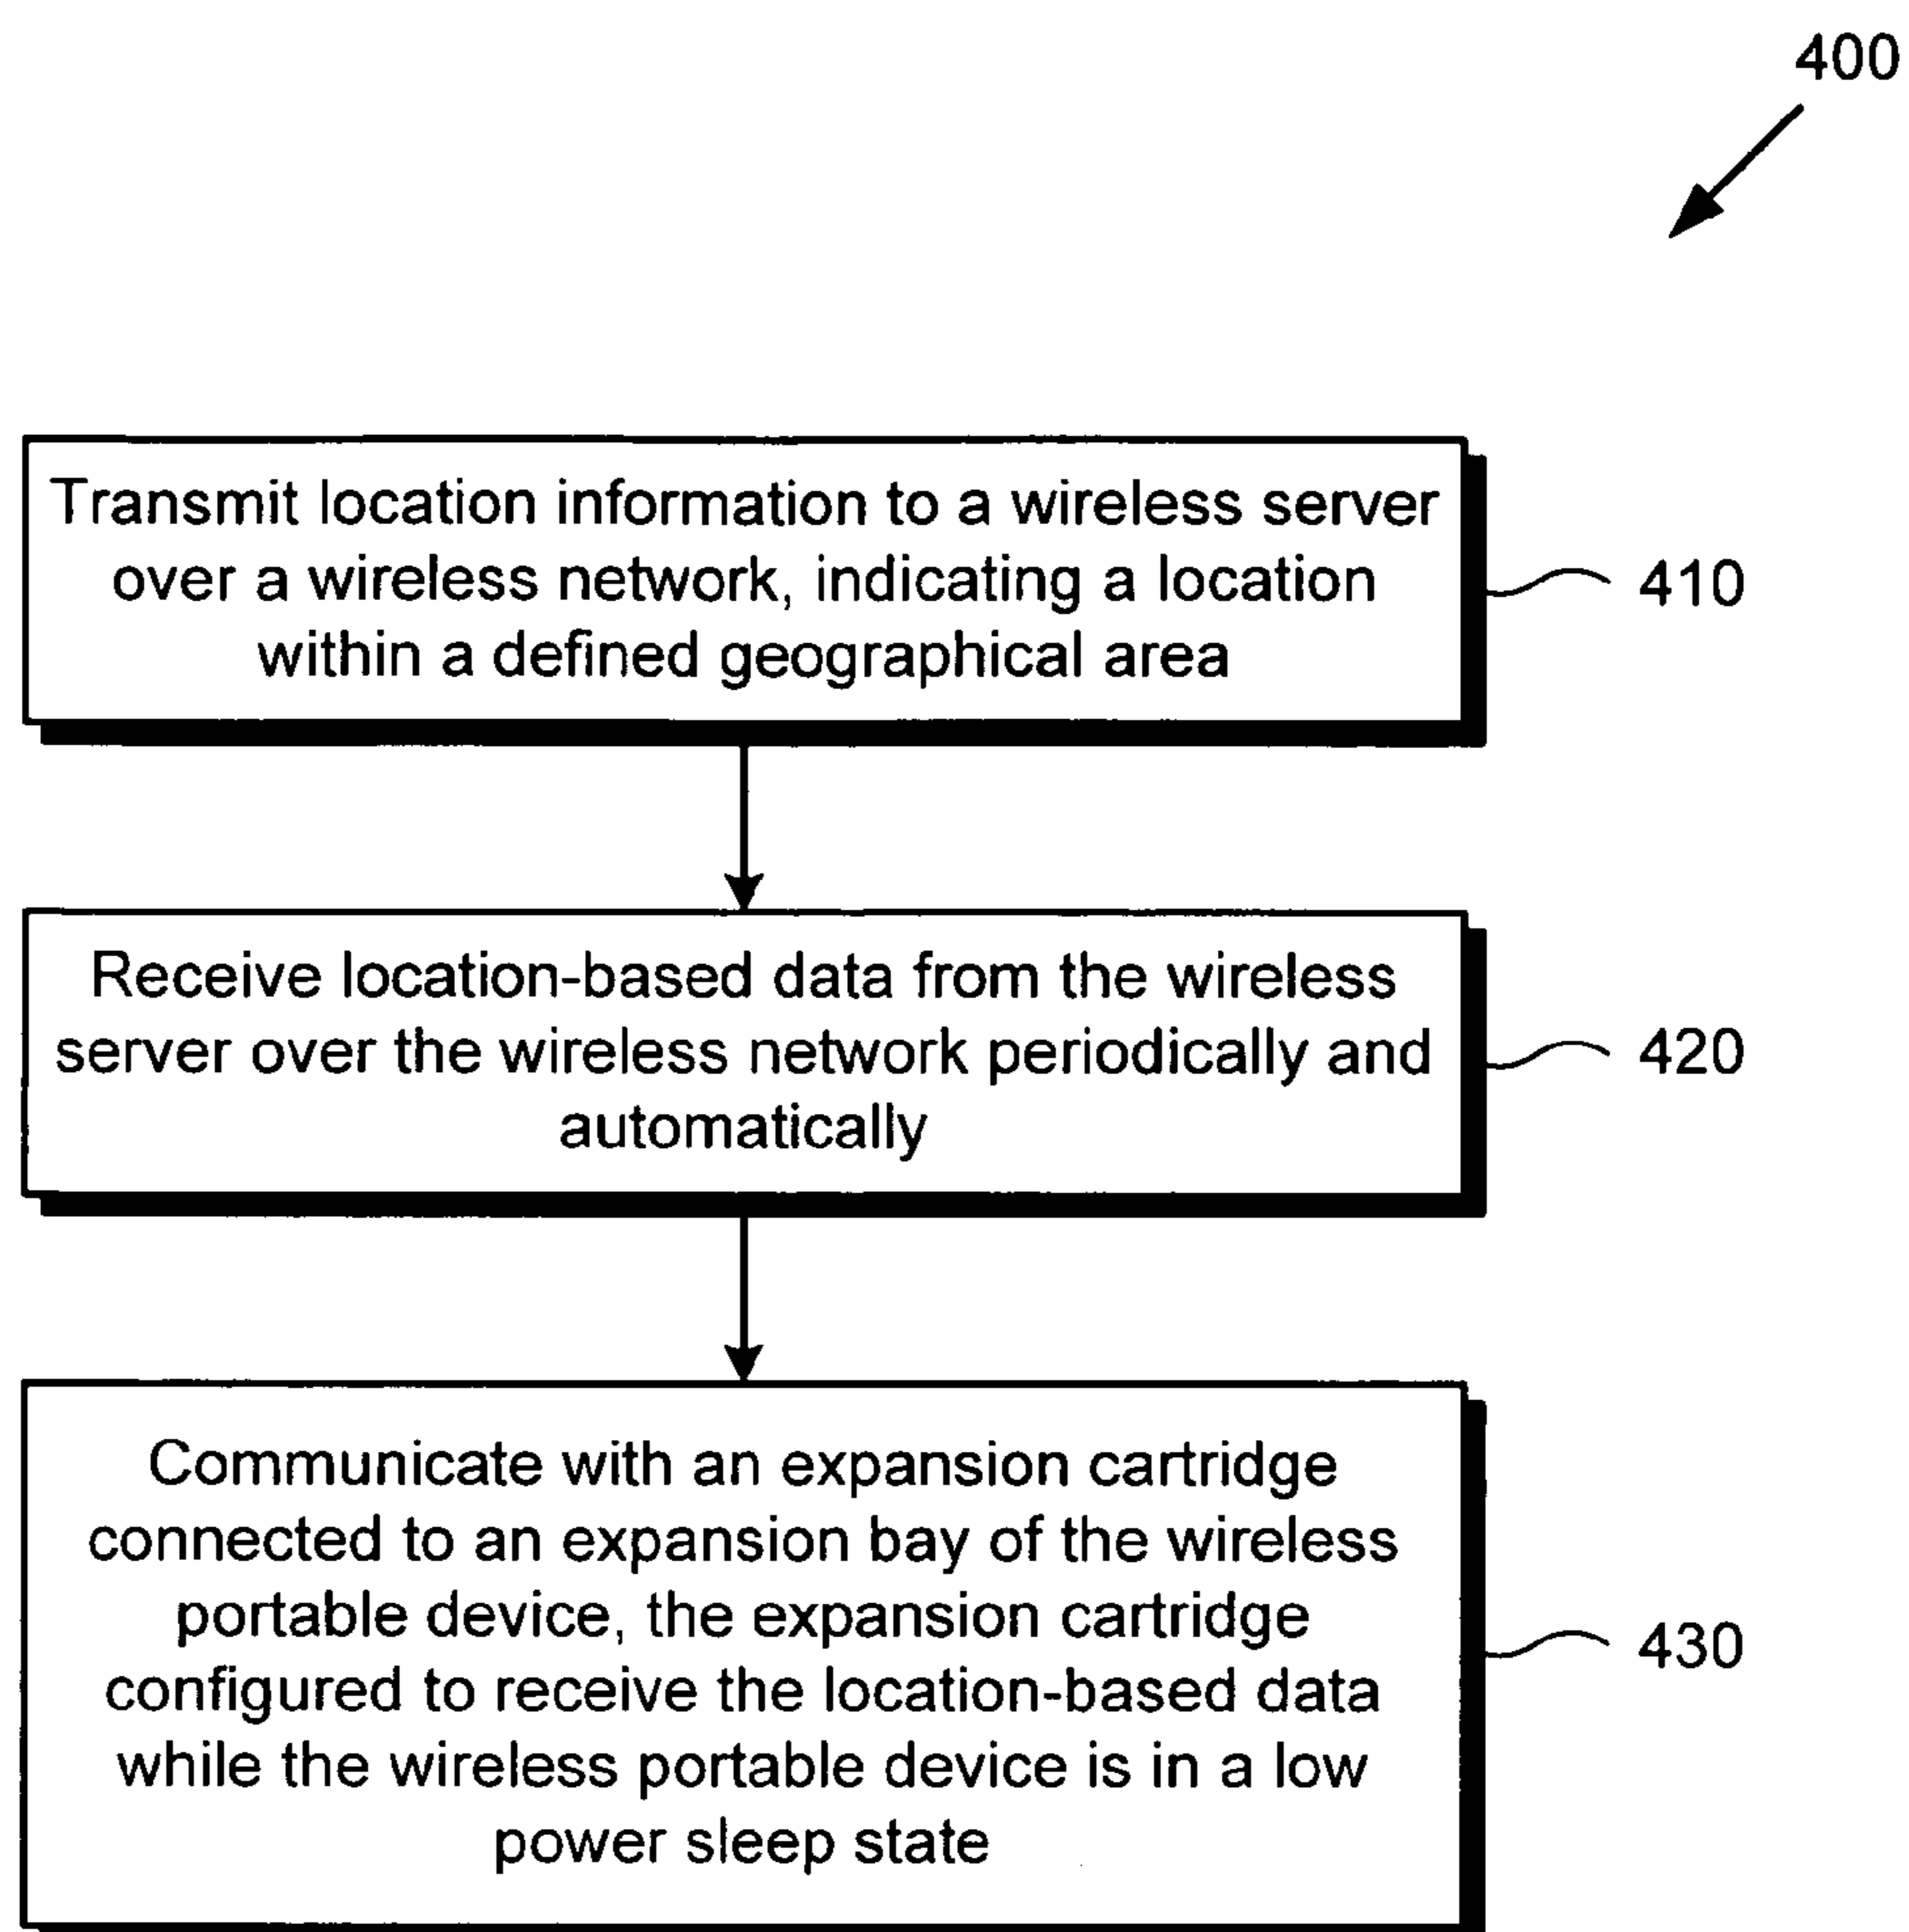 400
Transmit location information to a wireless server
over a wireless network, indicating a location
within a defined geographical area
410
Receive location-based data from the wireless
server over the wireless network periodically and
automatically
420
Communicate with an expansion cartridge
connected to an expansion bay of the wireless
portable device, the expansion cartridge
configured to receive the location-based data
while the wireless portable device is in a low
power sleep state
430